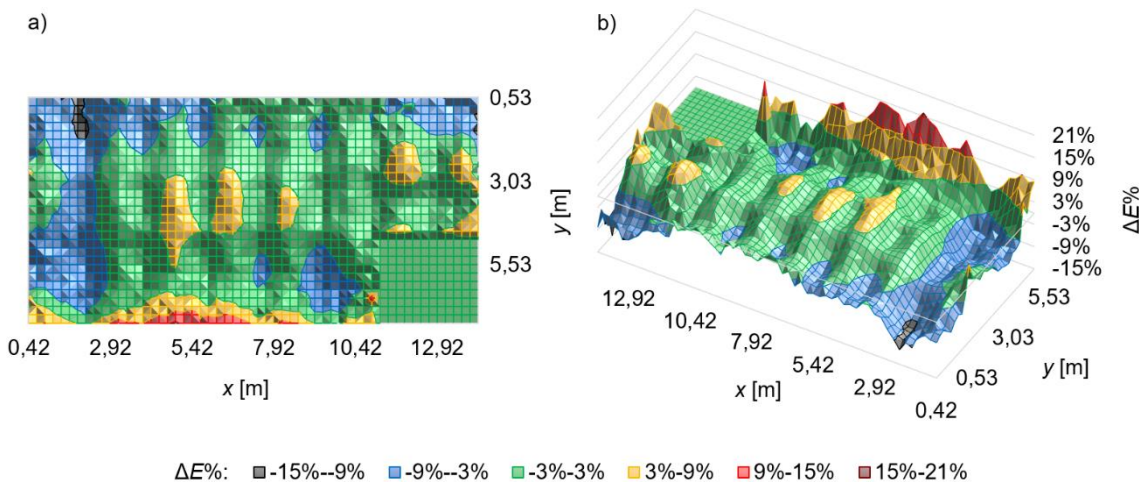 a)
0,53
3,03
5,53
y [m]
0,42 2,92 5,42 7,92 10,42 12,92
x [m]
b)
21%
15%
9%
3%
-3%
-9%
-15%
ΔE%
12,92
10,42
7,92
5,42
2,92
0,42
x [m]
5,53
3,03
0,53
y [m]
ΔE%: -15%--9% -9%--3% -3%-3% 3%-9% 9%-15% 15%-21%